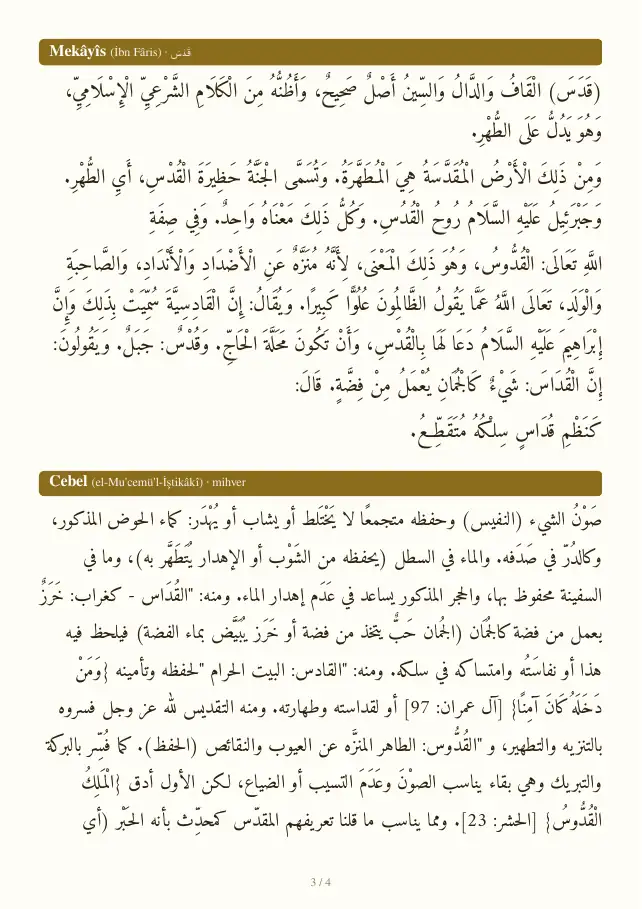 Mekâyîs (İbn Fâris) · قَدَسَ
(قَدَسَ) الْقَافُ وَالدَّالُ وَالسِّينُ أَصْلٌ صَحِيحٌ، وَأَظُنُّهُ مِنَ الْكَلَامِ الشَّرْعِيِّ الْإِسْلَامِيِّ،
وَهُوَ يَدُلُّ عَلَى الطُّهْرِ.
وَمِنْ ذَلِكَ الْأَرْضُ الْمُقَدَّسَةُ هِيَ الْمُطَهَّرَةُ. وَتُسَمَّى الْجَنَّةُ حَظِيرَةَ الْقُدْسِ، أَيِ الطُّهْرِ.
وَجَبْرَئِيلُ عَلَيْهِ السَّلَامُ رُوحُ الْقُدُسِ. وَكُلُّ ذَلِكَ مَعْنَاهُ وَاحِدٌ. وَفِي صِفَةِ
اللَّهِ تَعَالَى: الْقُدُّوسُ، وَهُوَ ذَلِكَ الْمَعْنَى، لِأَنَّهُ مُنَزَّهٌ عَنِ الْأَضْدَادِ وَالْأَنْدَادِ، وَالصَّاحِبَةِ
وَالْوَلَدِ، تَعَالَى اللَّهُ عَمَّا يَقُولُ الظَّالِمُونَ عُلُوًّا كَبِيرًا. وَيُقَالُ: إِنَّ الْقَادِسِيَّةَ سُمِّيَتْ بِذَلِكَ وَإِنَّ
إِبْرَاهِيمَ عَلَيْهِ السَّلَامُ دَعَا لَهَا بِالْقُدْسِ، وَأَنْ تَكُونَ مَحَلَّةَ الْحَاجِّ. وَقُدْسٌ: جَبَلٌ. وَيَقُولُونَ:
إِنَّ الْقُدَاسَ: شَيْءٌ كَالْجُمَانِ يُعْمَلُ مِنْ فِضَّةٍ. قَالَ:
كَنَظْمِ قُدَاسٍ سِلْكُهُ مُتَقَطِّعُ.
Cebel (el-Mu'cemü'l-İştikâkî) · mihver
صَوْنُ الشيء (النفيس) وحفظه متجمعًا لا يَخْتَلط أو يشاب أو يُهْدَر: كماء الحوض المذكور،
وكالدُرّ في صَدَفه. والماء في السطل (يحفظه من الشَوْب أو الإهدار يُتَطَهَّر به)، وما في
السفينة محفوظ بها، والحجر المذكور يساعد في عَدَم إهدار الماء. ومنه: "القُدَاس - كغراب: خَرَزٌ
يعمل من فضة كالجُمَان (الجمان حَبٌّ يتخذ من فضة أو خَرَز يُبَيَّض بماء الفضة) فيلحظ فيه
هذا أو نفاسَتُه وامتساكه في سلكه. ومنه: "القادس: البيت الحرام "لحفظه وتأمينه {وَمَنْ
دَخَلَهُ كَانَ آمِنًا} [آل عمران: 97] أو لقداسته وطهارته. ومنه التقديس لله عز وجل فسروه
بالتنزيه والتطهير، و "القُدُّوس: الطاهر المنزَّه عن العيوب والنقائص (الحفظ). كما فُسِّر بالبركة
والتبريك وهي بقاء يناسب الصوْنَ وعَدَمَ التسيب أو الضياع، لكن الأول أدق {الْمَلِكُ
الْقُدُّوسُ} [الحشر: 23]. ومما يناسب ما قلنا تعريفهم المقدّس كمحدِّث بأنه الحَبْر (أي
3 / 4